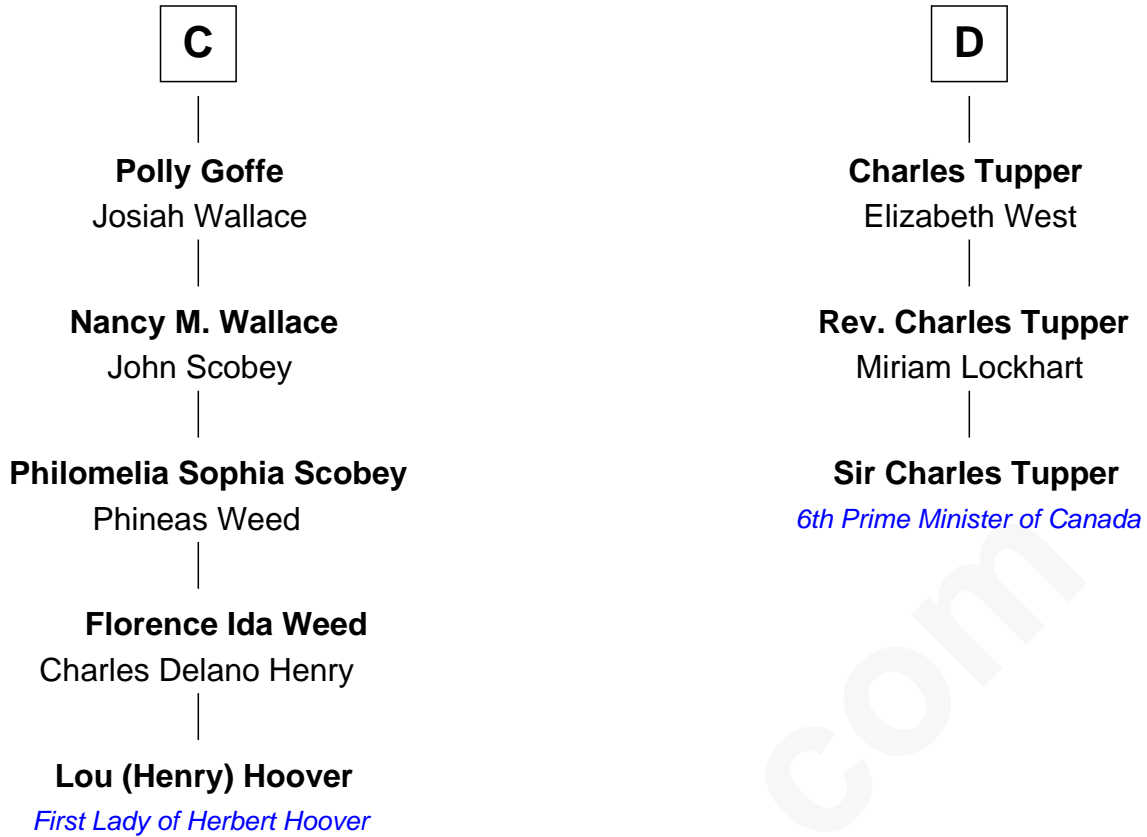 C
Polly Goffe
Josiah Wallace
Nancy M. Wallace
John Scobey
Philomelia Sophia Scobey
Phineas Weed
Florence Ida Weed
Charles Delano Henry
Lou (Henry) Hoover
First Lady of Herbert Hoover
D
Charles Tupper
Elizabeth West
Rev. Charles Tupper
Miriam Lockhart
Sir Charles Tupper
6th Prime Minister of Canada
com